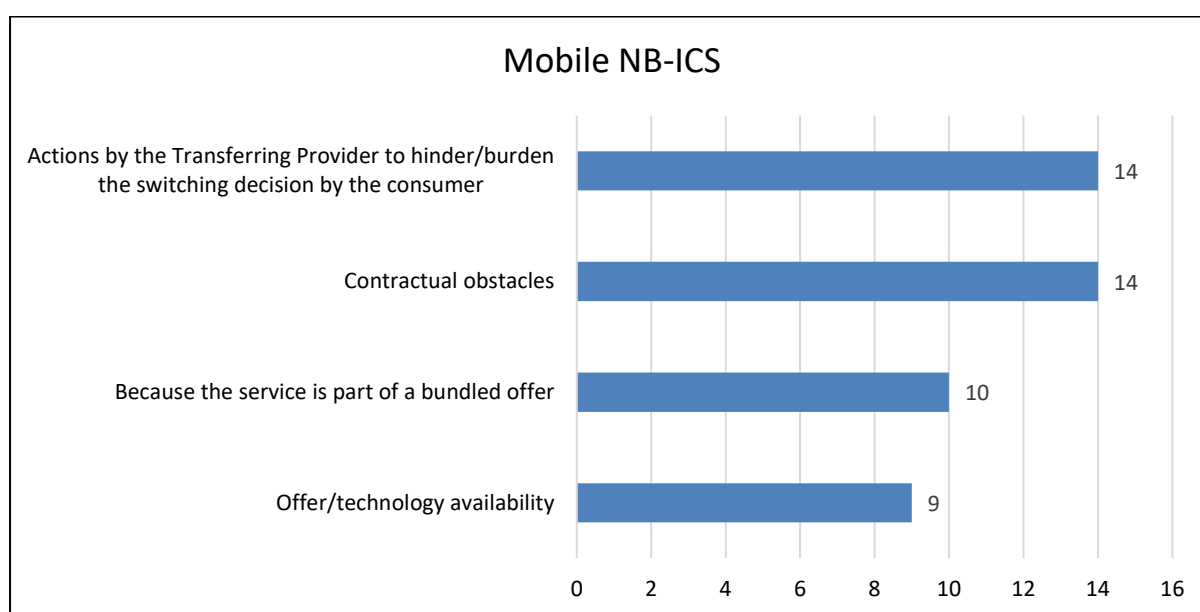 Mobile NB-ICS
Actions by the Transferring Provider to hinder/burden
the switching decision by the consumer
14
Contractual obstacles
14
Because the service is part of a bundled offer
10
Offer/technology availability
9
0 2 4 6 8 10 12 14 16